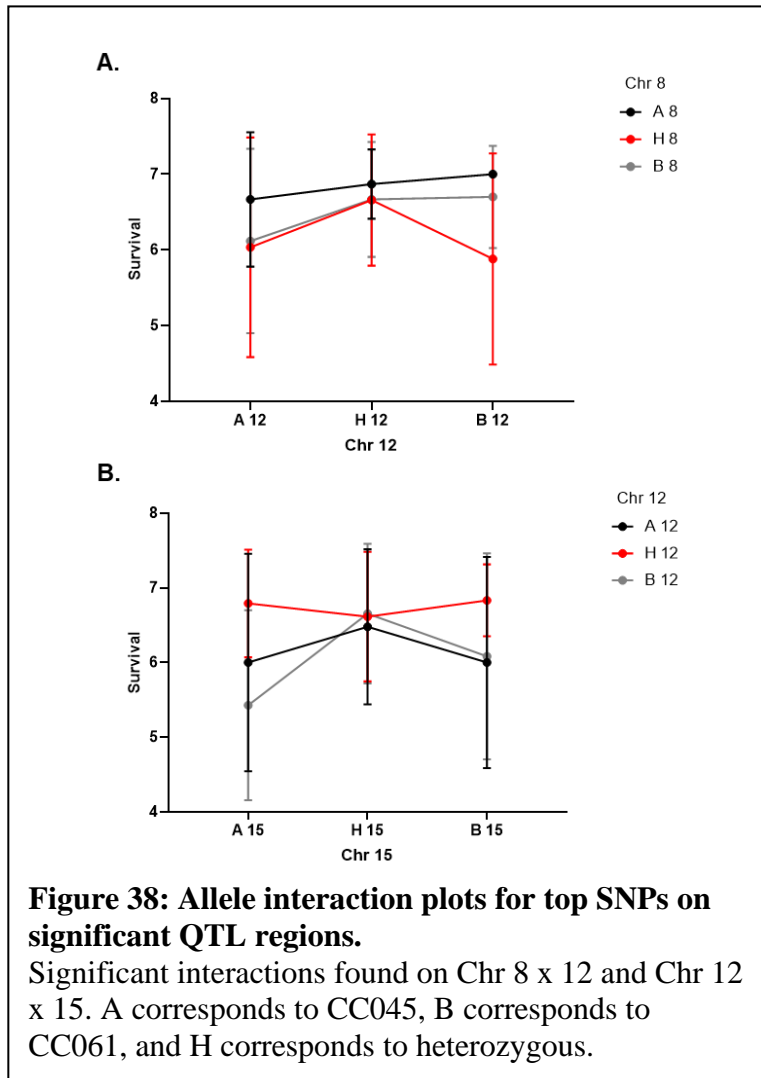 A.
Chr 8
A 8
H 8
B 8
8
7
6
5
4
Survival
A 12 H 12 B 12
Chr 12
B.
Chr 12
A 12
H 12
B 12
8
7
6
5
4
Survival
A 15 H 15 B 15
Chr 15
Figure 38: Allele interaction plots for top SNPs on
significant QTL regions.
Significant interactions found on Chr 8 x 12 and Chr 12
x 15. A corresponds to CC045, B corresponds to
CC061, and H corresponds to heterozygous.